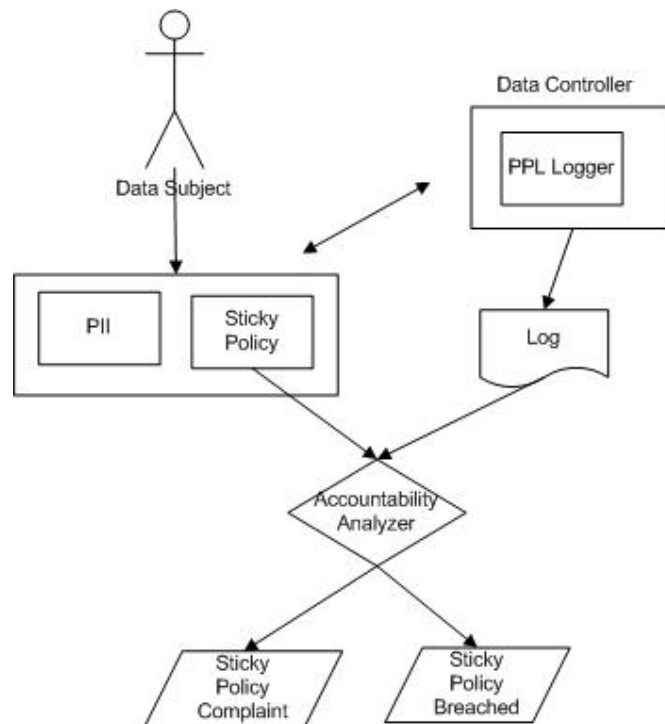 Data Controller
PPL Logger
Data Subject
PII
Sticky
Policy
Log
Accountability
Analyzer
Sticky
Policy
Complaint
Sticky
Policy
Breached